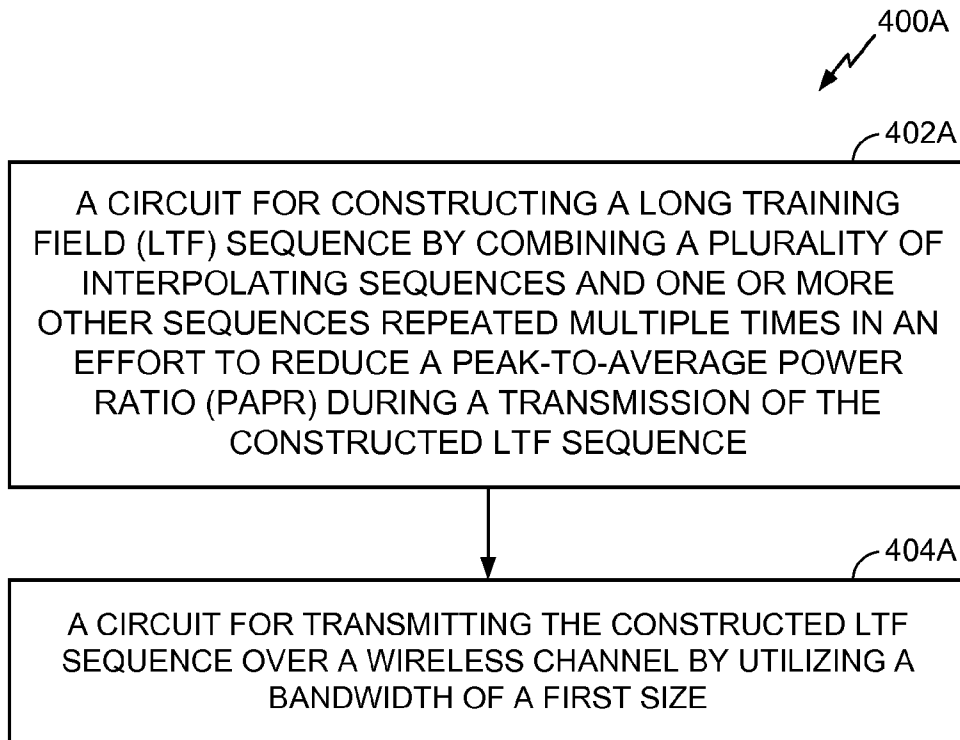 400A
402A
A CIRCUIT FOR CONSTRUCTING A LONG TRAINING
FIELD (LTF) SEQUENCE BY COMBINING A PLURALITY OF
INTERPOLATING SEQUENCES AND ONE OR MORE
OTHER SEQUENCES REPEATED MULTIPLE TIMES IN AN
EFFORT TO REDUCE A PEAK-TO-AVERAGE POWER
RATIO (PAPR) DURING A TRANSMISSION OF THE
CONSTRUCTED LTF SEQUENCE
404A
A CIRCUIT FOR TRANSMITTING THE CONSTRUCTED LTF
SEQUENCE OVER A WIRELESS CHANNEL BY UTILIZING A
BANDWIDTH OF A FIRST SIZE